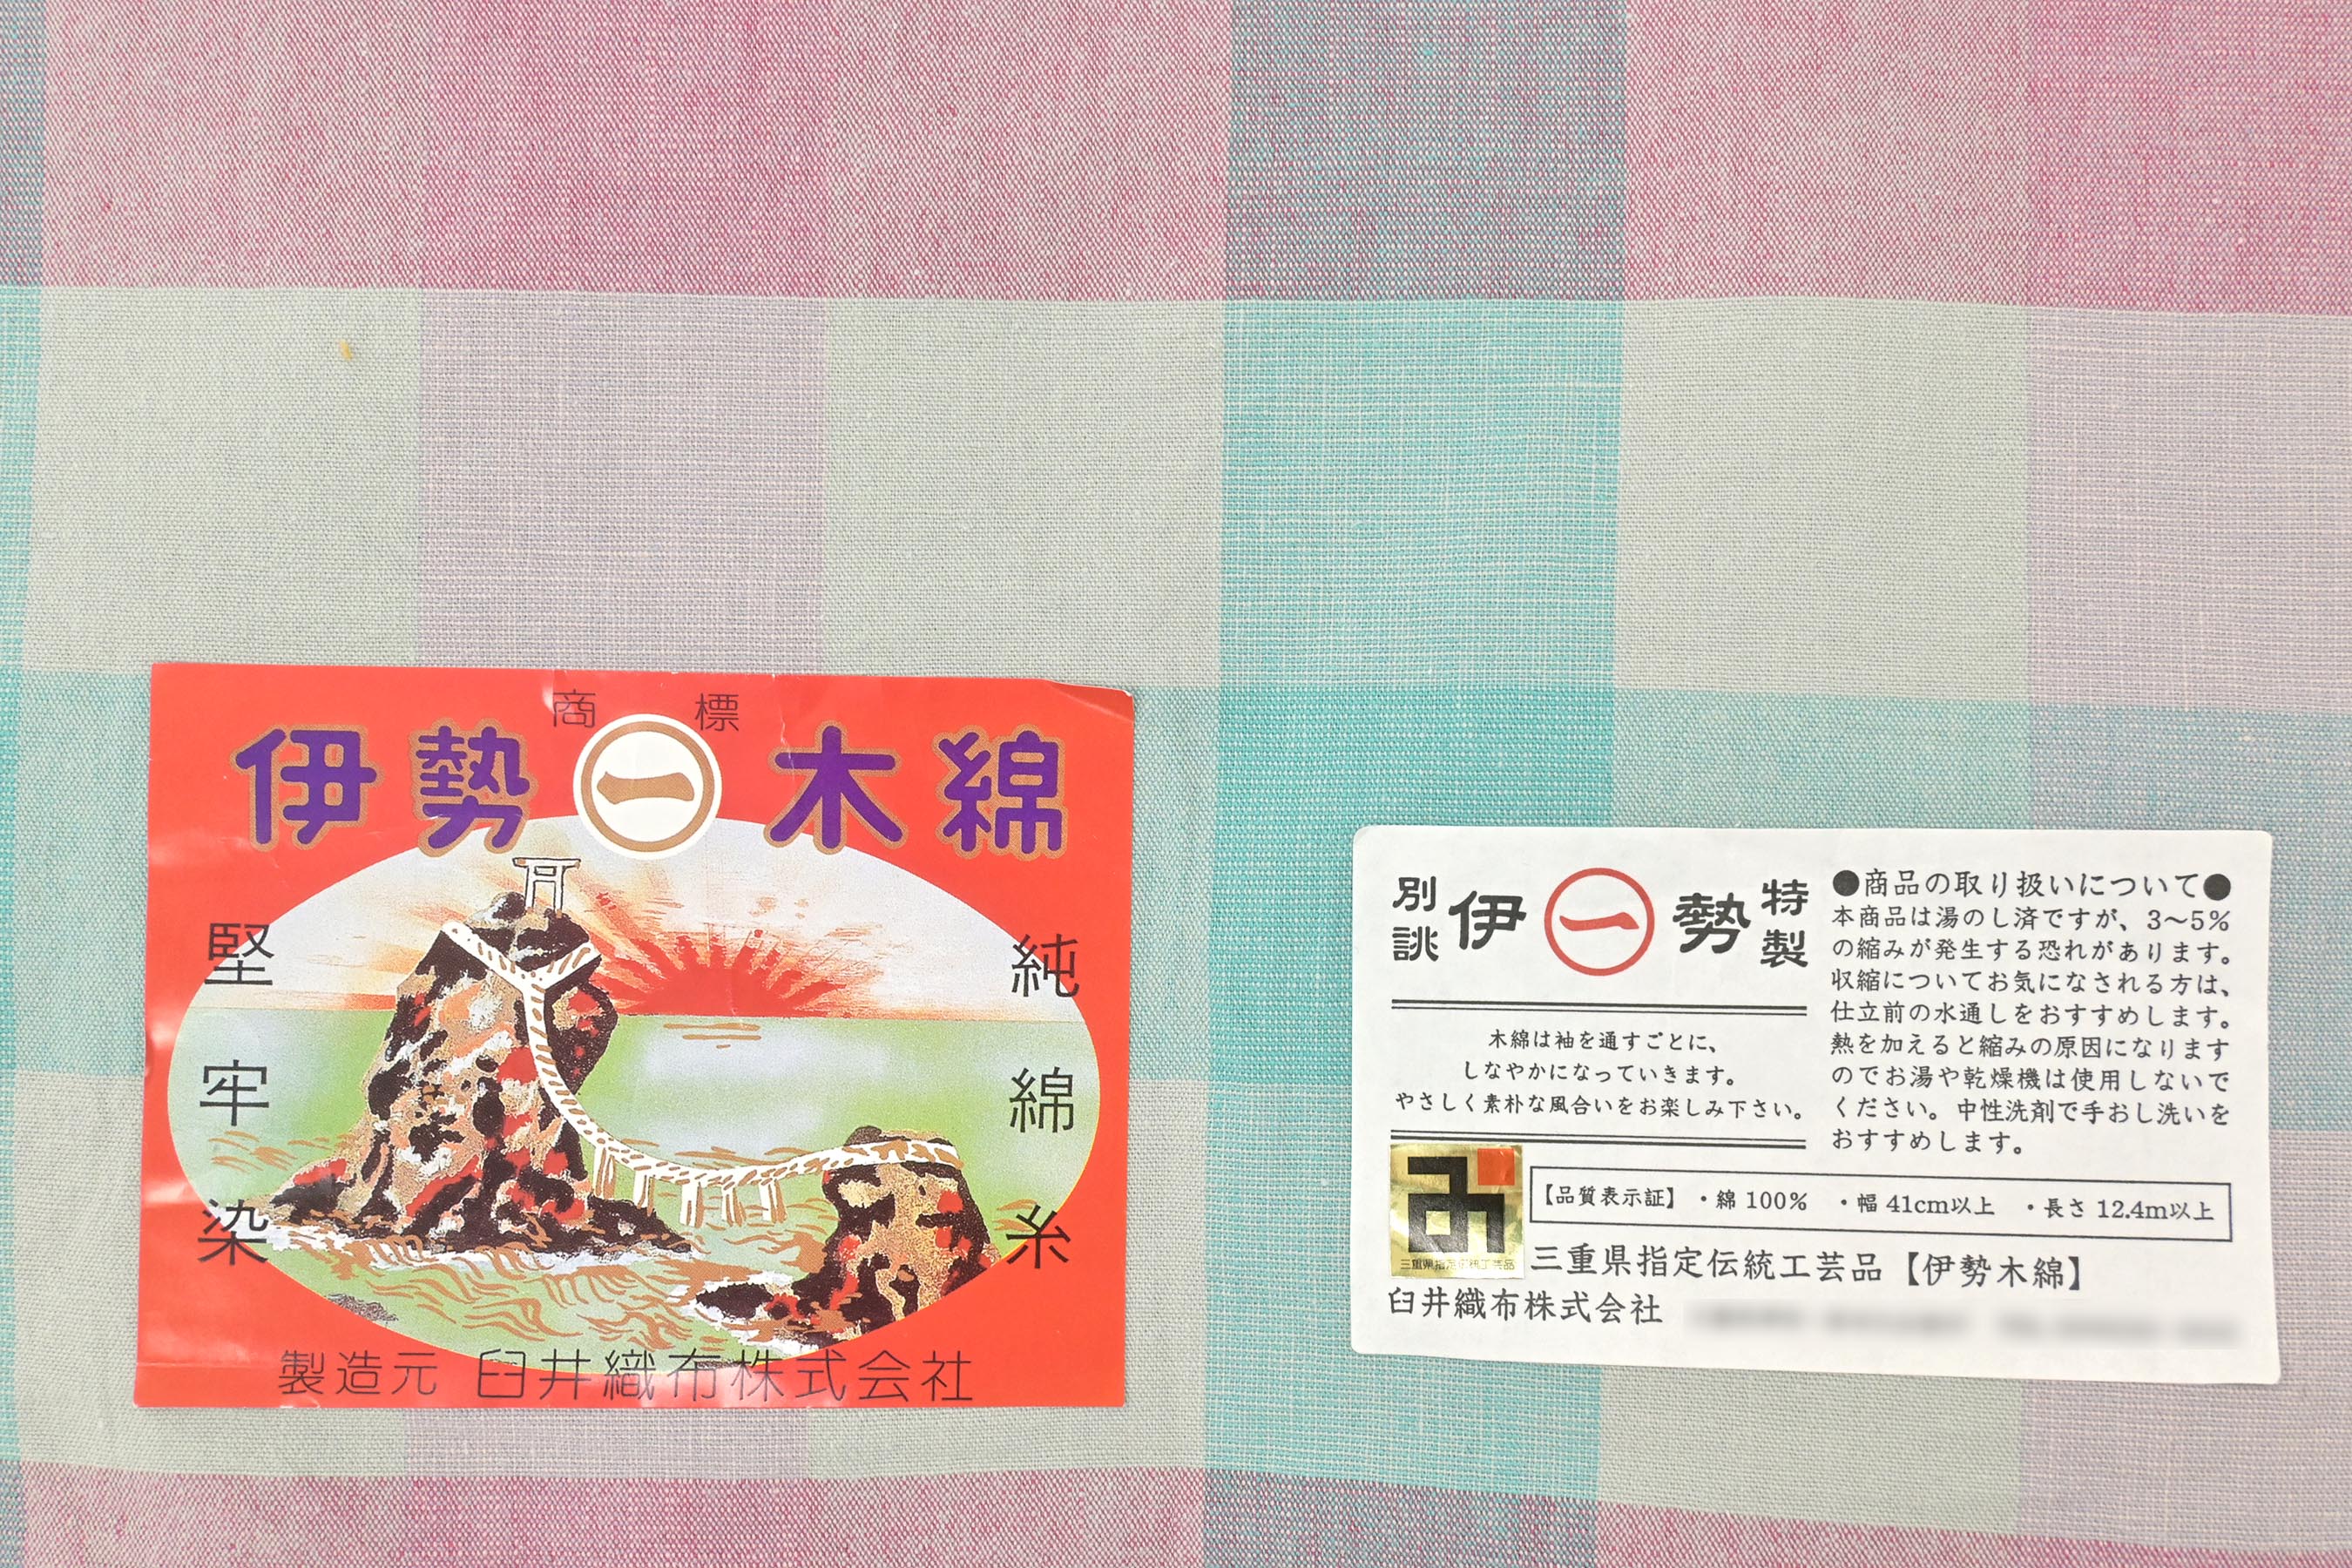 商標
伊勢 一 木綿
純綿糸
堅牢染
製造元 臼井織布株式会社
別誂 伊 一 勢 特製
木綿は袖を通すごとに、
しなやかになっていきます。
やさしく素朴な風合いをお楽しみ下さい。
●商品の取り扱いについて●
本商品は湯のし済ですが、3〜5%
の縮みが発生する恐れがあります。
収縮についてお気になされる方は、
仕立前の水通しをおすすめします。
熱を加えると縮みの原因になります
のでお湯や乾燥機は使用しないで
ください。中性洗剤で手おし洗いを
おすすめします。
【品質表示証】 ・綿 100% ・幅 41cm以上 ・長さ 12.4m以上
三重県指定伝統工芸品
三重県指定伝統工芸品【伊勢木綿】
臼井織布株式会社